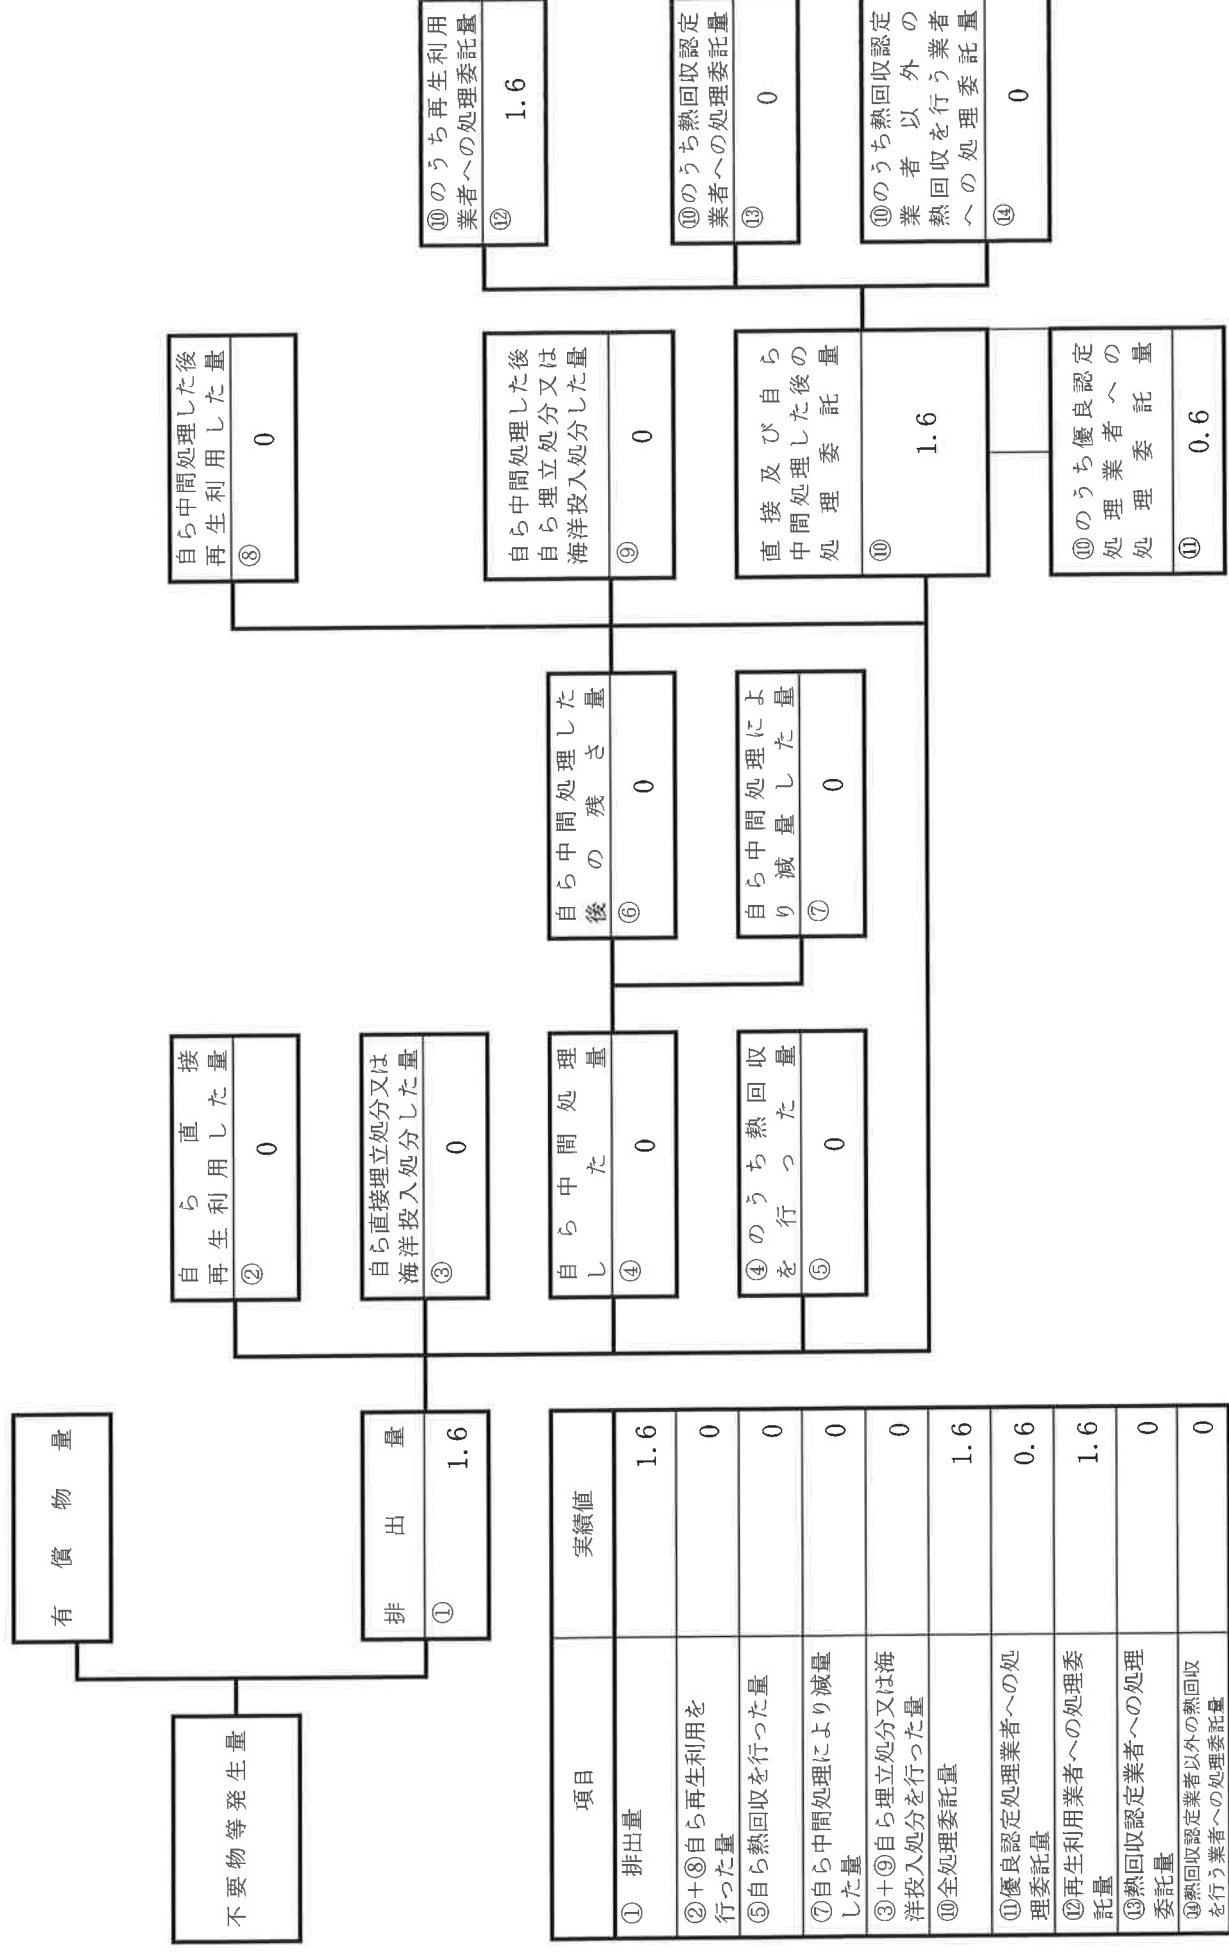 不要物等発生量
有償物量
排出量
① 1.6
自ら直接
再生利用した量
② 0
自ら直接埋立処分又は
海洋投入処分した量
③ 0
自ら中間処理
した量
④ 0
④のうち熱回収
を行った量
⑤ 0
自ら中間処理した
後の残さ量
⑥ 0
自ら中間処理によ
り減量した量
⑦ 0
自ら中間処理した後
再生利用した量
⑧ 0
自ら中間処理した後
自ら埋立処分又は
海洋投入処分した量
⑨ 0
直接及び自ら
中間処理した後の
処理委託量
⑩ 1.6
⑩のうち優良認定
処理業者への
処理委託量
⑪ 0.6
⑩のうち再生利用
業者への処理委託量
⑫ 1.6
⑩のうち熱回収認定
業者への処理委託量
⑬ 0
⑩のうち熱回収認定
業者以外の
熱回収を行う業者
への処理委託量
⑭ 0
項目 実績値
① 排出量 1.6
②+⑧自ら再生利用を
行った量 0
⑤自ら熱回収を行った量 0
⑦自ら中間処理により減量
した量 0
③+⑨自ら埋立処分又は海
洋投入処分を行った量 0
⑩全処理委託量 1.6
⑪優良認定処理業者への処
理委託量 0.6
⑫再生利用業者への処理委
託量 1.6
⑬熱回収認定業者への処理
委託量 0
⑭熱回収認定業者以外の熱回収
を行う業者への処理委託量 0